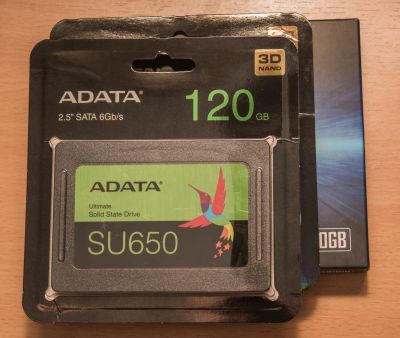 3D
NAND
ADATA
120 GB
2.5" SATA 6Gb/s
ADATA
Ultimate
Solid State Drive
SU650
0GB